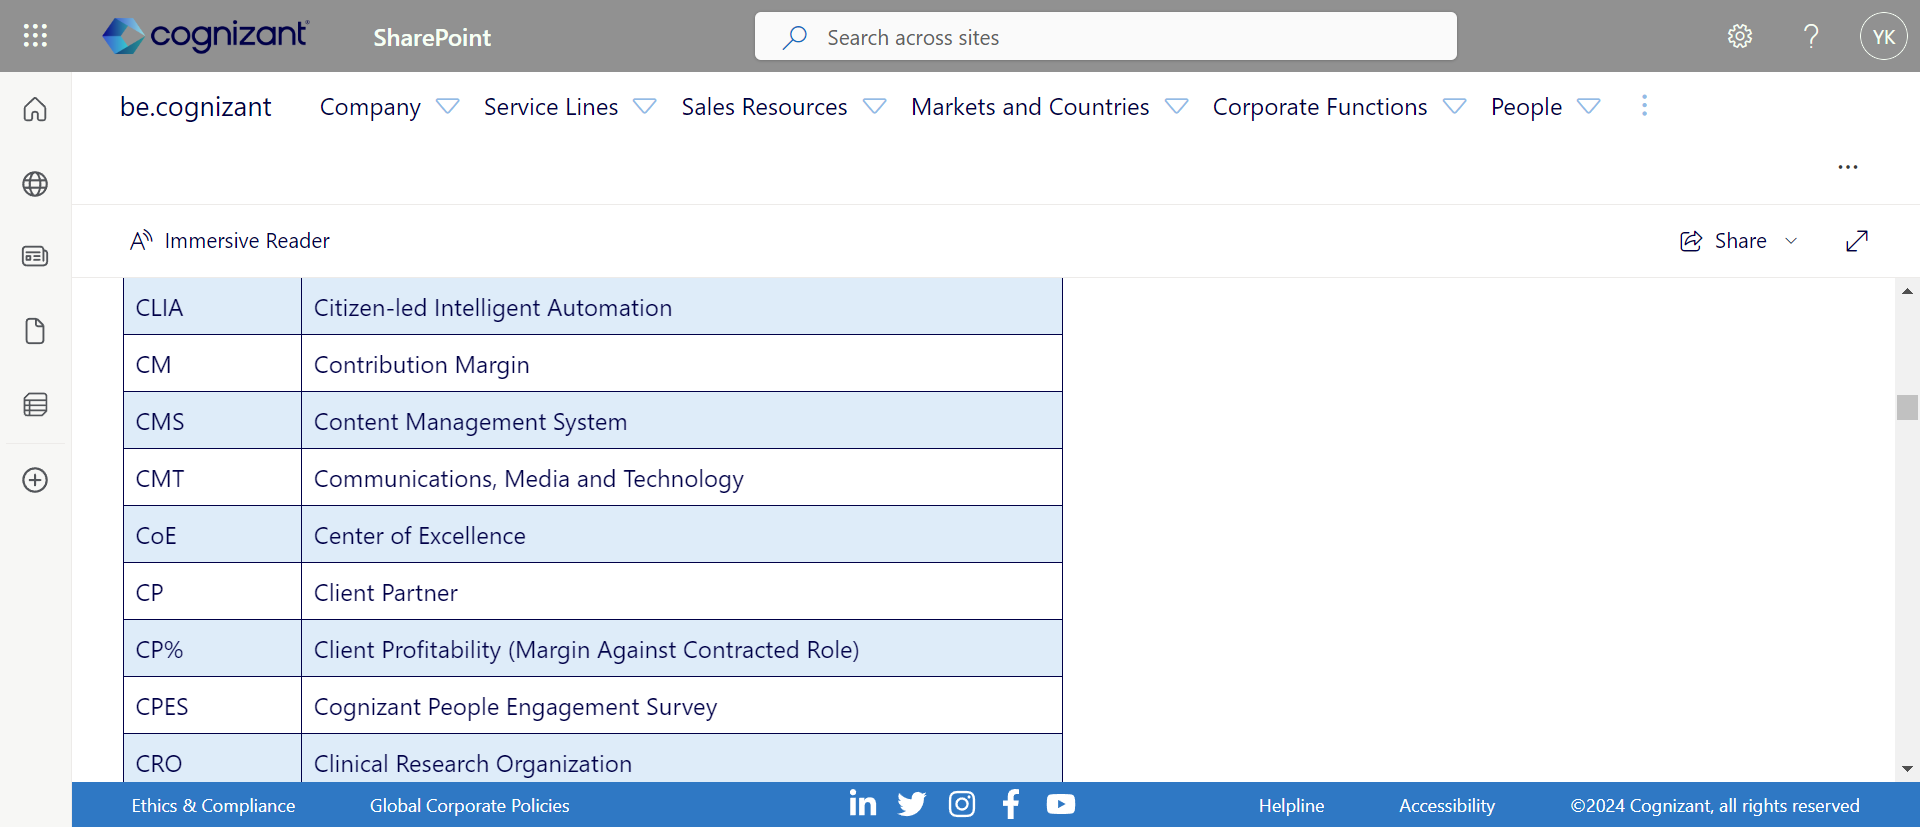 cognizant SharePoint Search across sites ? YK
be.cognizant Company Service Lines Sales Resources Markets and Countries Corporate Functions People
Immersive Reader Share
CLIA Citizen-led Intelligent Automation
CM Contribution Margin
CMS Content Management System
CMT Communications, Media and Technology
CoE Center of Excellence
CP Client Partner
CP% Client Profitability (Margin Against Contracted Role)
CPES Cognizant People Engagement Survey
CRO Clinical Research Organization
Ethics & Compliance Global Corporate Policies Helpline Accessibility ©2024 Cognizant, all rights reserved